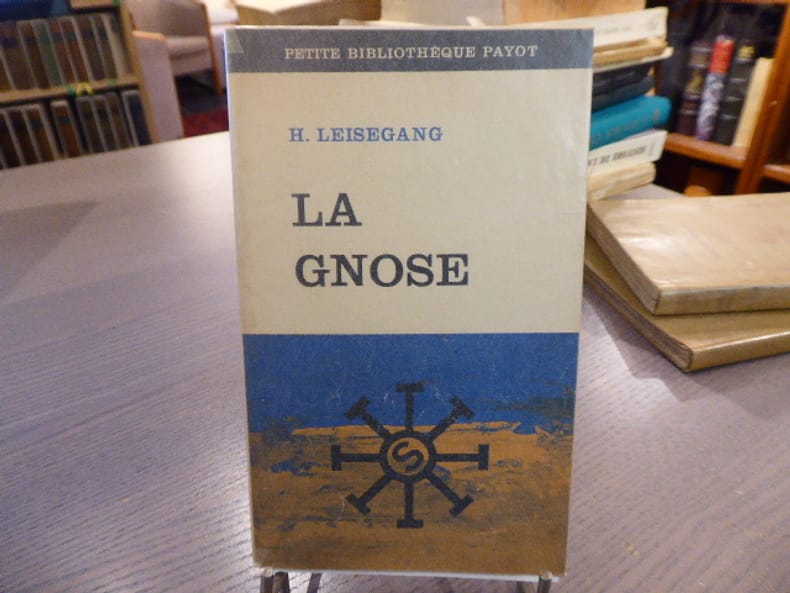 PETITE BIBLIOTHÈQUE PAYOT
H. LEISEGANG
LA
GNOSE
S